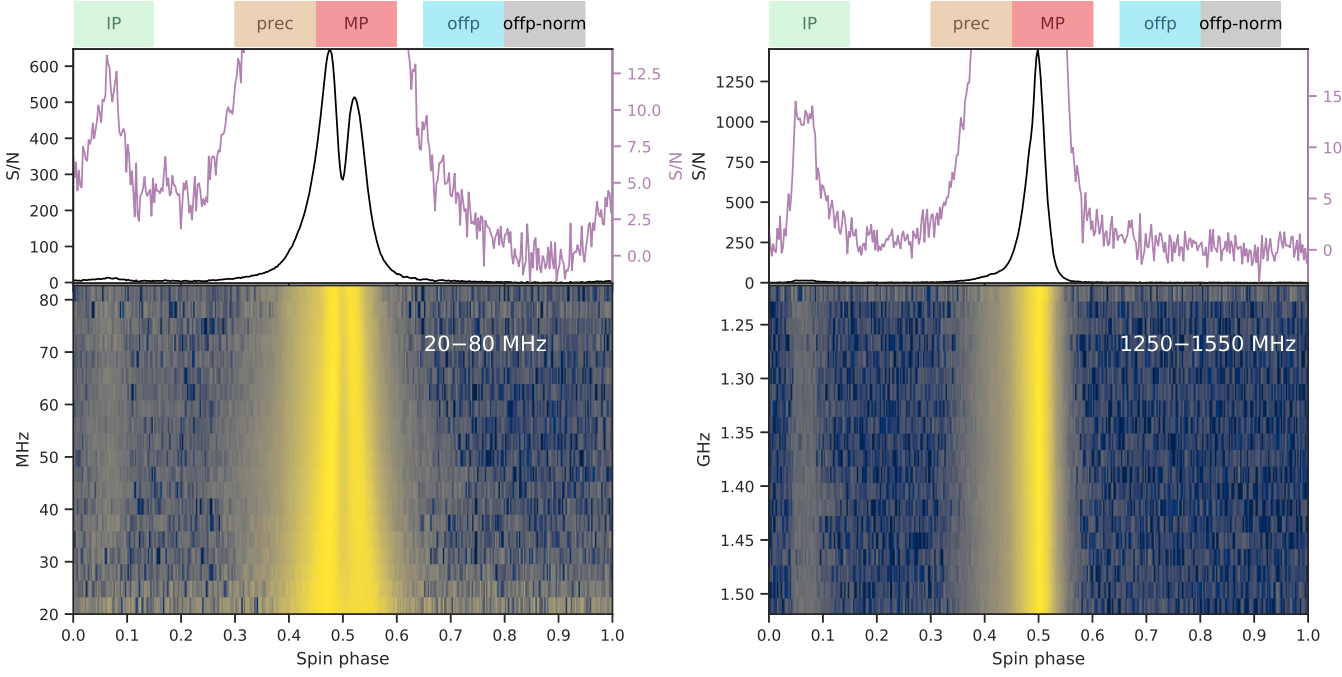 IP prec MP offp offp-norm
IP prec MP offp offp-norm
S/N
600
500
400
300
200
100
0
12.5
10.0
7.5
5.0
2.5
0.0
S/N
S/N
1250
1000
750
500
250
0
15
10
5
0
MHz
80
70
60
50
40
30
20
20−80 MHz
0.0 0.1 0.2 0.3 0.4 0.5 0.6 0.7 0.8 0.9 1.0
Spin phase
GHz
1.25
1.30
1.35
1.40
1.45
1.50
1250−1550 MHz
0.0 0.1 0.2 0.3 0.4 0.5 0.6 0.7 0.8 0.9 1.0
Spin phase